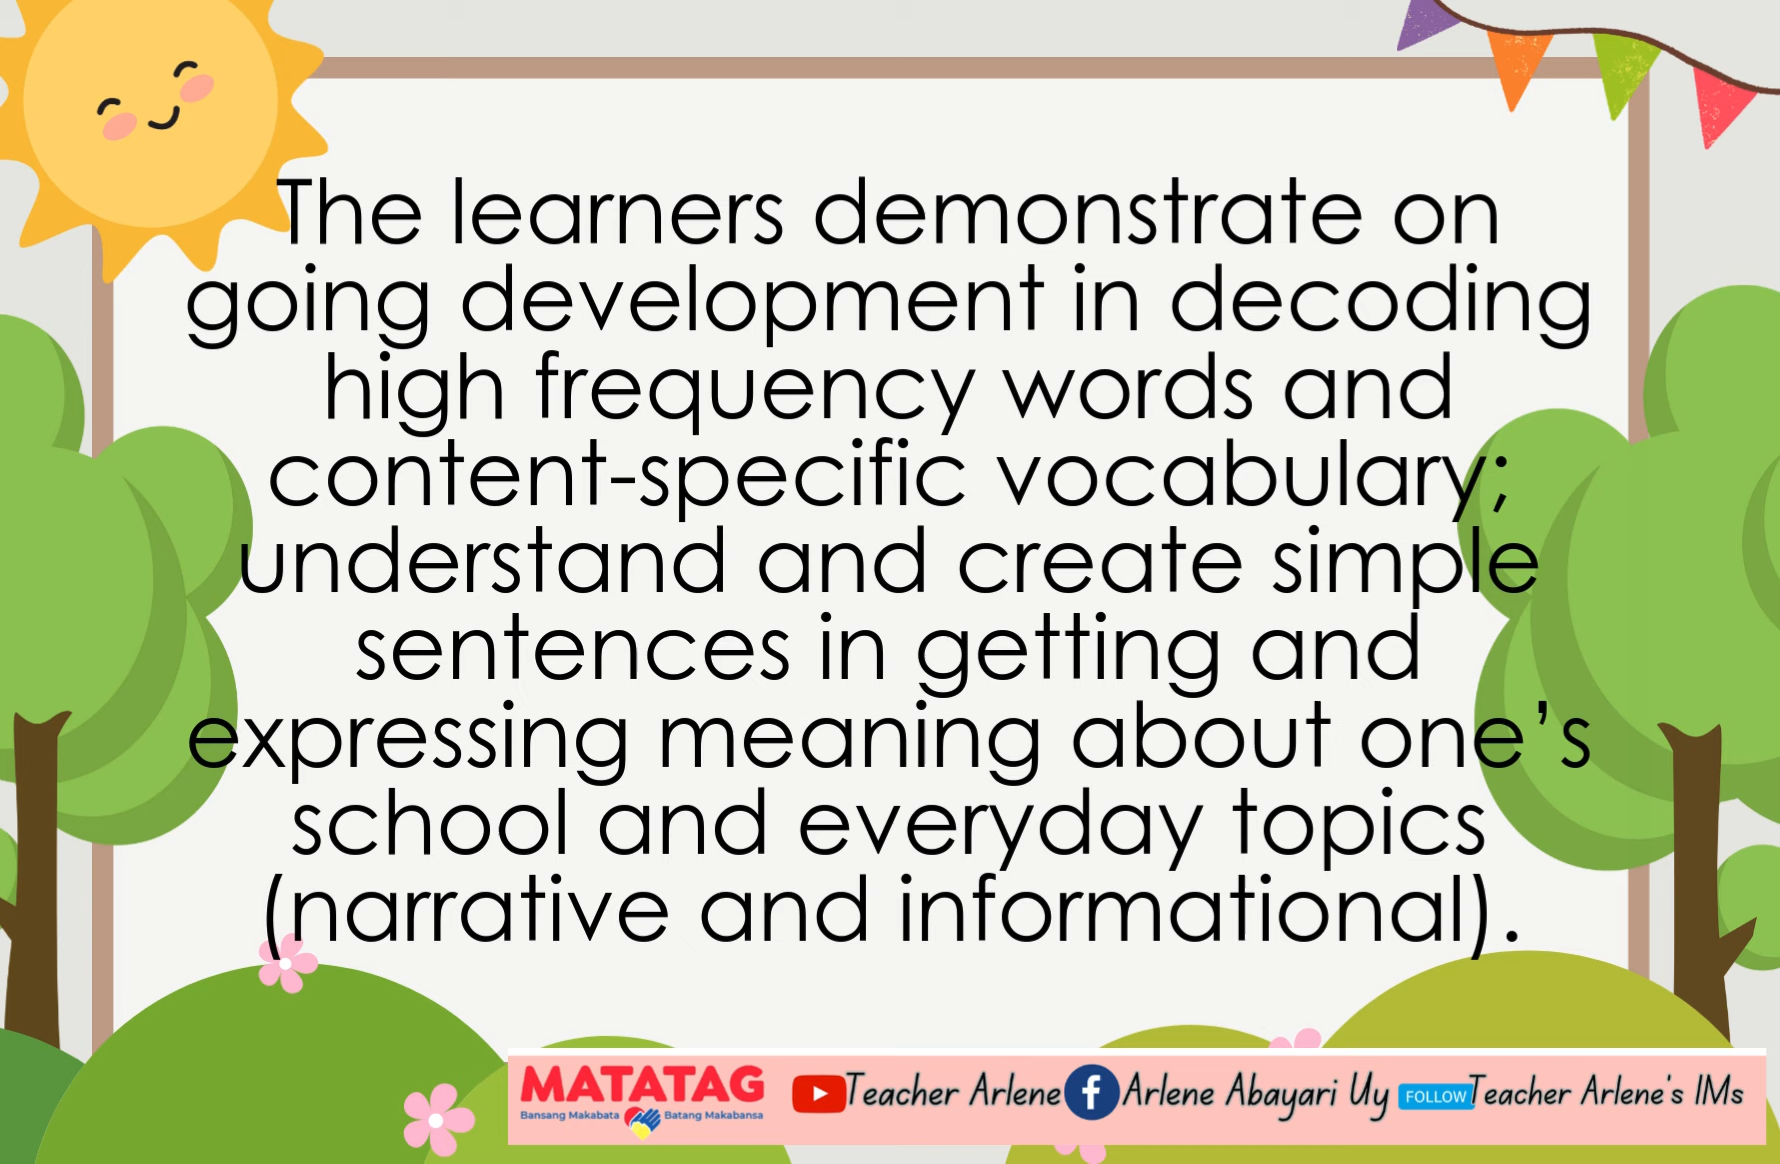 The learners demonstrate on
going development in decoding
high frequency words and
content-specific vocabulary;
understand and create simple
sentences in getting and
expressing meaning about one’s
school and everyday topics
(narrative and informational).
MATATAG
Bansang Makabata Batang Makabansa
Teacher Arlene
Arlene Abayari Uy
FOLLOW
Teacher Arlene's IMs